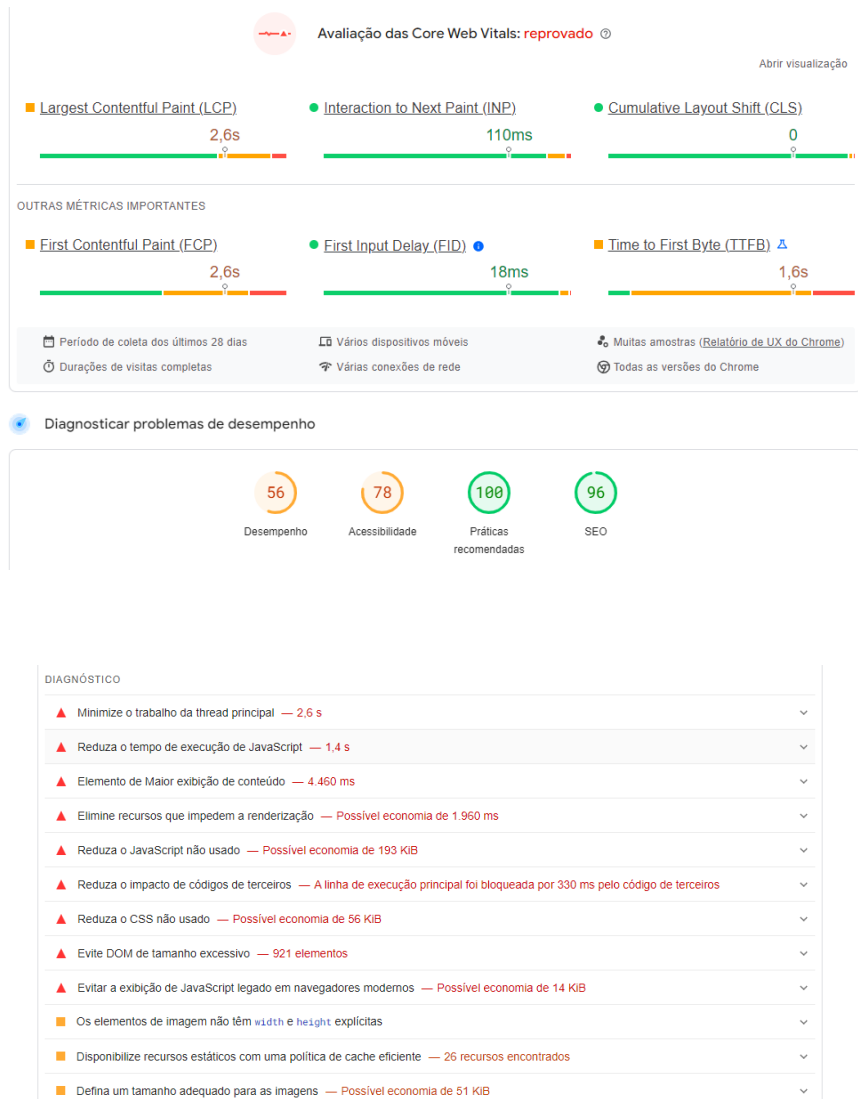 Avaliação das Core Web Vitals: reprovado
Abrir visualização
Largest Contentful Paint (LCP)
2,6s
Interaction to Next Paint (INP)
110ms
Cumulative Layout Shift (CLS)
0
OUTRAS MÉTRICAS IMPORTANTES
First Contentful Paint (FCP)
2,6s
First Input Delay (FID)
18ms
Time to First Byte (TTFB)
1,6s
Período de coleta dos últimos 28 dias
Vários dispositivos móveis
Muitas amostras (Relatório de UX do Chrome)
Durações de visitas completas
Várias conexões de rede
Todas as versões do Chrome
Diagnosticar problemas de desempenho
56
Desempenho
78
Acessibilidade
100
Práticas
recomendadas
96
SEO
DIAGNÓSTICO
Minimize o trabalho da thread principal — 2,6 s
Reduza o tempo de execução de JavaScript — 1,4 s
Elemento de Maior exibição de conteúdo — 4.460 ms
Elimine recursos que impedem a renderização — Possível economia de 1.960 ms
Reduza o JavaScript não usado — Possível economia de 193 KiB
Reduza o impacto de códigos de terceiros — A linha de execução principal foi bloqueada por 330 ms pelo código de terceiros
Reduza o CSS não usado — Possível economia de 56 KiB
Evite DOM de tamanho excessivo — 921 elementos
Evitar a exibição de JavaScript legado em navegadores modernos — Possível economia de 14 KiB
Os elementos de imagem não têm width e height explícitas
Disponibilize recursos estáticos com uma política de cache eficiente — 26 recursos encontrados
Defina um tamanho adequado para as imagens — Possível economia de 51 KiB